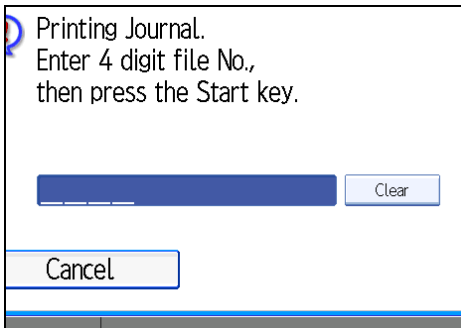 Printing Journal.
Enter 4 digit file No.,
then press the Start key.
Clear
Cancel